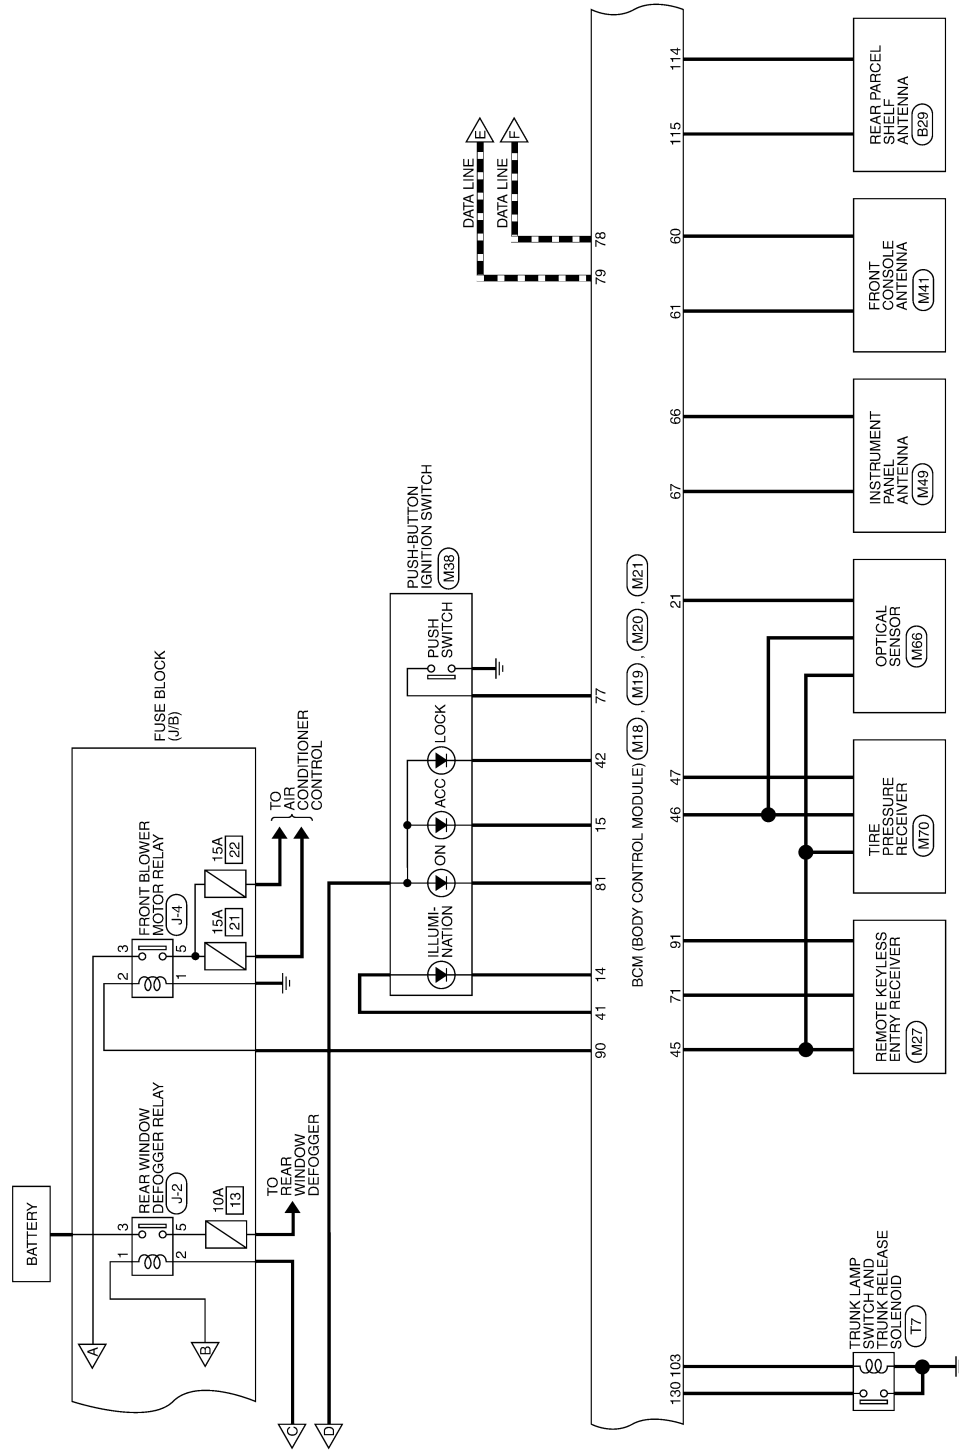 BATTERY
FUSE BLOCK
(J/B)
A
B
C
D
REAR WINDOW
DEFOGGER RELAY
J-2
1
3
2
5
10A
13
TO
REAR
WINDOW
DEFOGGER
FRONT BLOWER
MOTOR RELAY
J-4
2
3
1
5
15A
21
15A
22
TO
AIR
CONDITIONER
CONTROL
PUSH-BUTTON
IGNITION SWITCH
M38
ILLUMI-
NATION
ON
ACC
LOCK
PUSH
SWITCH
DATA LINE
E
DATA LINE
F
90
41
14
81
15
42
77
79
78
BCM (BODY CONTROL MODULE) M18 , M19 , M20 , M21
130
103
45
71
91
46
47
21
67
66
61
60
115
114
TRUNK LAMP
SWITCH AND
TRUNK RELEASE
SOLENOID
T7
REMOTE KEYLESS
ENTRY RECEIVER
M27
TIRE
PRESSURE
RECEIVER
M70
OPTICAL
SENSOR
M66
INSTRUMENT
PANEL
ANTENNA
M49
FRONT
CONSOLE
ANTENNA
M41
REAR PARCEL
SHELF
ANTENNA
B29